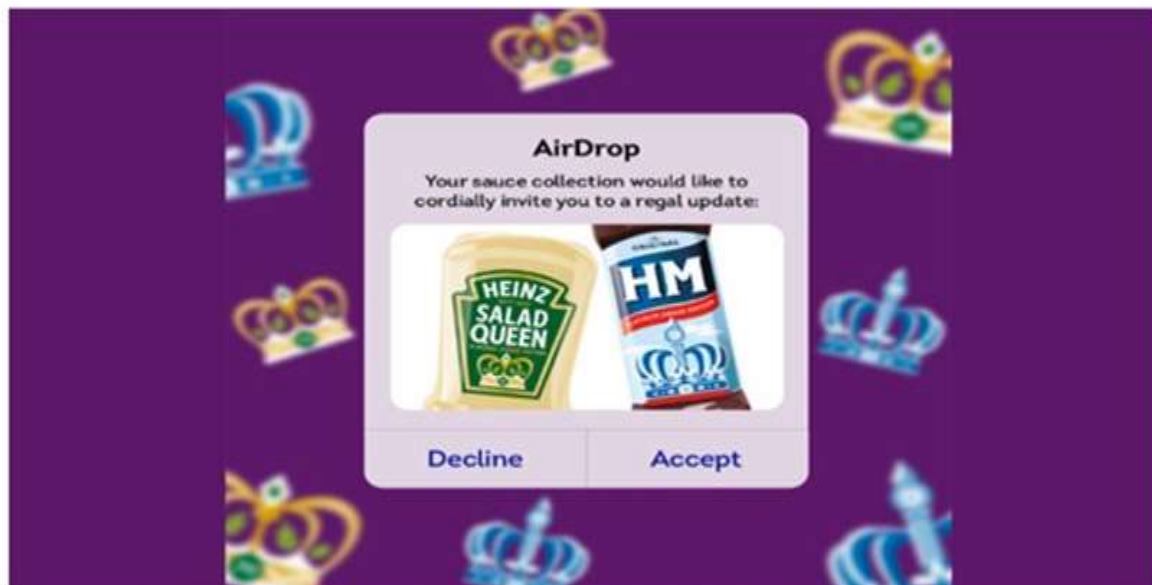 AirDrop
Your sauce collection would like to
cordially invite you to a regal update:
HEINZ
SALAD
QUEEN
ORIGINAL
HM
Decline
Accept